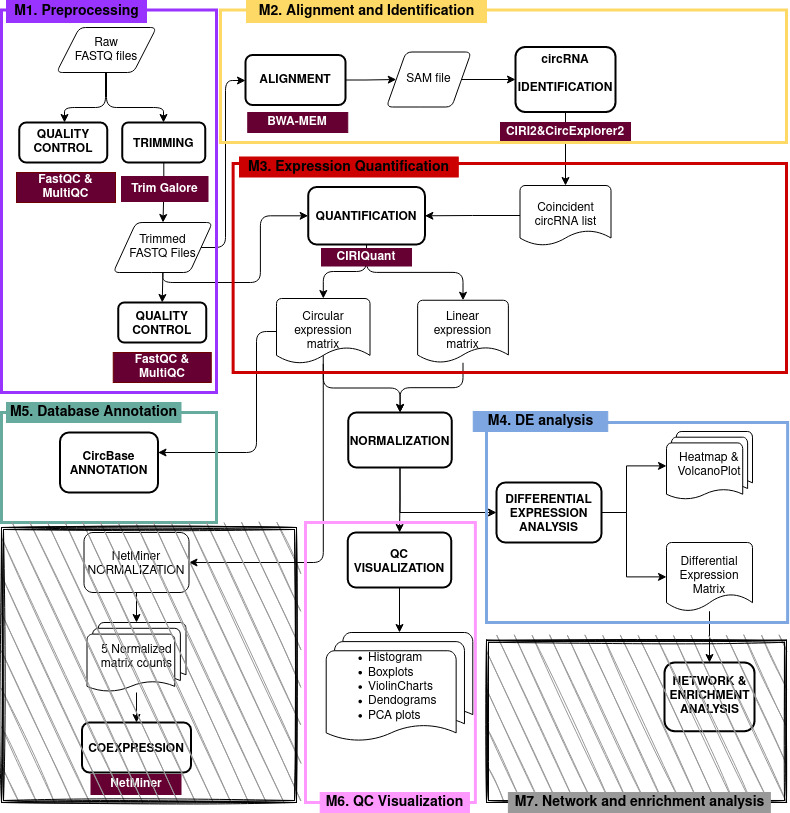 M1. Preprocessing
Raw
FASTQ files
QUALITY
CONTROL
TRIMMING
FastQC &
MultiQC
Trim Galore
Trimmed
FASTQ Files
QUALITY
CONTROL
FastQC &
MultiQC
M2. Alignment and Identification
ALIGNMENT
BWA-MEM
SAM file
circRNA
IDENTIFICATION
CIRI2&CircExplorer2
M3. Expression Quantification
QUANTIFICATION
CIRIQuant
Coincident
circRNA list
Circular
expression
matrix
Linear
expression
matrix
NORMALIZATION
M5. Database Annotation
CircBase
ANNOTATION
M4. DE analysis
DIFFERENTIAL
EXPRESSION
ANALYSIS
Heatmap &
VolcanoPlot
Differential
Expression
Matrix
NetMiner
NORMALIZATION
5 Normalized
matrix counts
COEXPRESSION
NetMiner
QC
VISUALIZATION
• Histogram
• Boxplots
• ViolinCharts
• Dendograms
• PCA plots
M6. QC Visualization
NETWORK &
ENRICHMENT
ANALYSIS
M7. Network and enrichment analysis